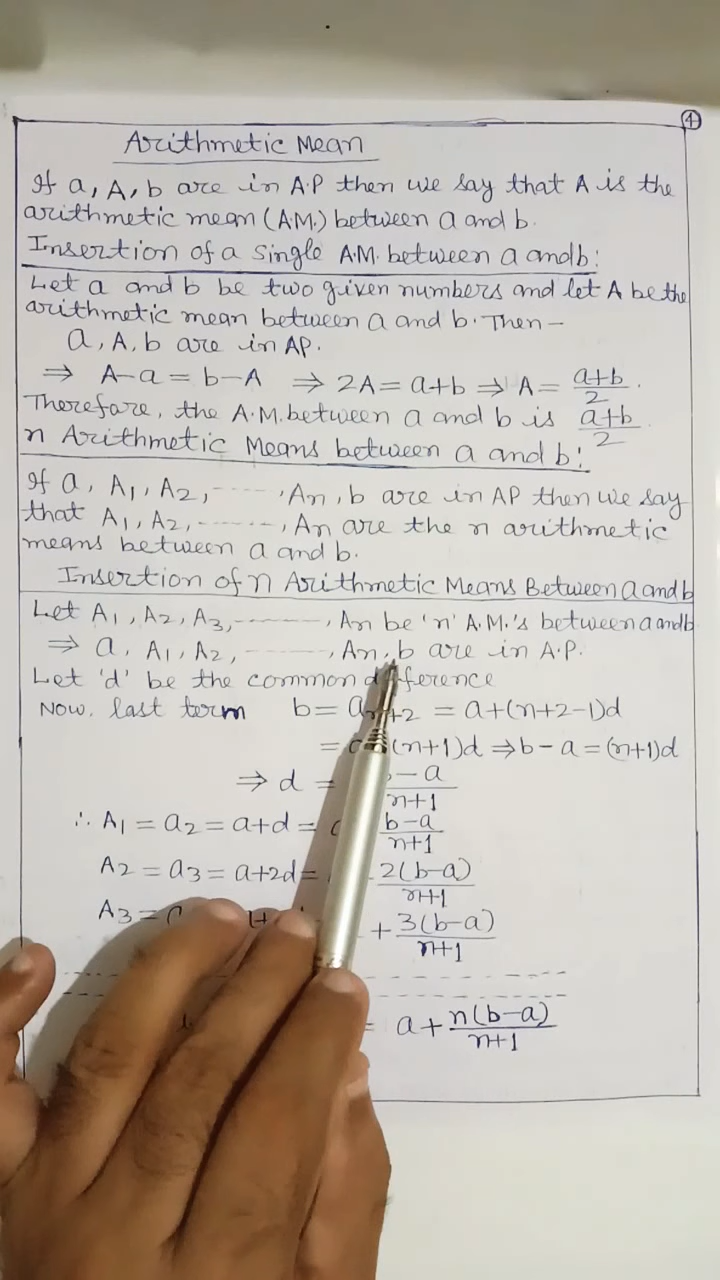 4
Arithmetic Mean
If a, A, b are in A.P then we say that A is the
arithmetic mean (A.M.) between a and b.
Insertion of a single A.M. between a and b:
Let a and b be two given numbers and let A be the
arithmetic mean between a and b. Then –
a, A, b are in AP.
⇒ A-a = b-A ⇒ 2A = a+b ⇒ A = (a+b)/2.
Therefore, the A.M. between a and b is (a+b)/2.
n Arithmetic Means between a and b:
If a, A₁, A₂, ------, An, b are in AP then we say
that A₁, A₂, -------, An are the n arithmetic
means between a and b.
Insertion of n Arithmetic Means Between a and b
Let A₁, A₂, A₃, ---------, An be 'n' A.M.'s between a and b
⇒ a, A₁, A₂, --------, An, b are in A.P.
Let 'd' be the common difference
Now, last term b = aₙ₊₂ = a+(n+2-1)d
= (n+1)d ⇒ b-a = (n+1)d
⇒ d = -a/(n+1)
∴ A₁ = a₂ = a+d = (b-a)/(n+1)
A₂ = a₃ = a+2d = 2(b-a)/(n+1)
A₃ = + 3(b-a)/(n+1)
= a + n(b-a)/(n+1)